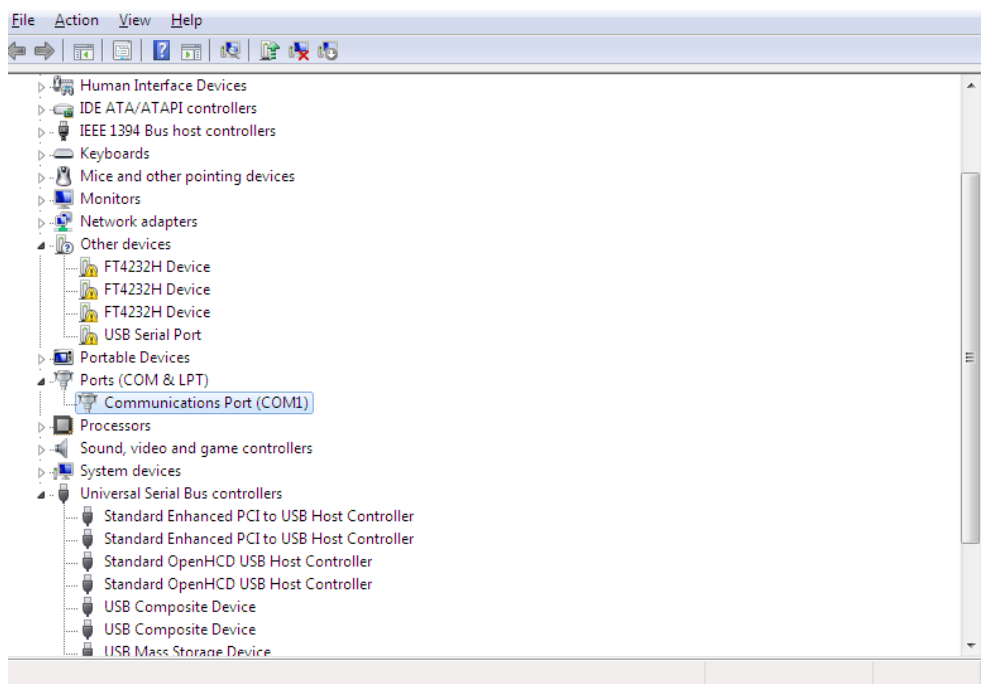 File Action View Help
Human Interface Devices
IDE ATA/ATAPI controllers
IEEE 1394 Bus host controllers
Keyboards
Mice and other pointing devices
Monitors
Network adapters
Other devices
FT4232H Device
FT4232H Device
FT4232H Device
USB Serial Port
Portable Devices
Ports (COM & LPT)
Communications Port (COM1)
Processors
Sound, video and game controllers
System devices
Universal Serial Bus controllers
Standard Enhanced PCI to USB Host Controller
Standard Enhanced PCI to USB Host Controller
Standard OpenHCD USB Host Controller
Standard OpenHCD USB Host Controller
USB Composite Device
USB Composite Device
USB Mass Storage Device